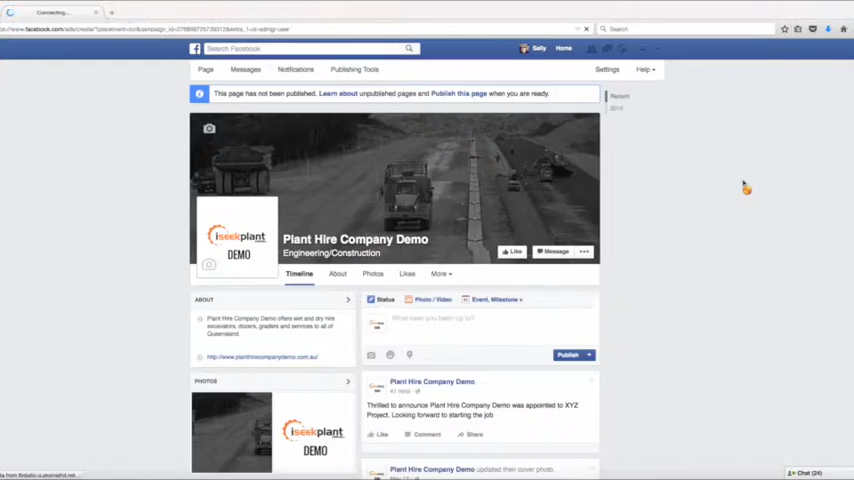 Connecting...
Search
Search Facebook
Sally Home
Page Messages Notifications Publishing Tools Settings Help
This page has not been published. Learn about unpublished pages and Publish this page when you are ready.
Recent
2010
iseekplant
DEMO
Plant Hire Company Demo
Engineering/Construction
Like Message
Timeline About Photos Likes More
ABOUT
Plant Hire Company Demo offers wet and dry hire
excavators, dozers, graders and services to all of
Queensland.
http://www.planthirecompanydemo.com.au/
PHOTOS
iseekplant
DEMO
Status Photo / Video Event, Milestone +
What have you been up to?
Publish
Plant Hire Company Demo
41 mins
Thrilled to announce Plant Hire Company Demo was appointed to XYZ
Project. Looking forward to starting the job
Like Comment Share
Plant Hire Company Demo updated their cover photo.
Chat (24)